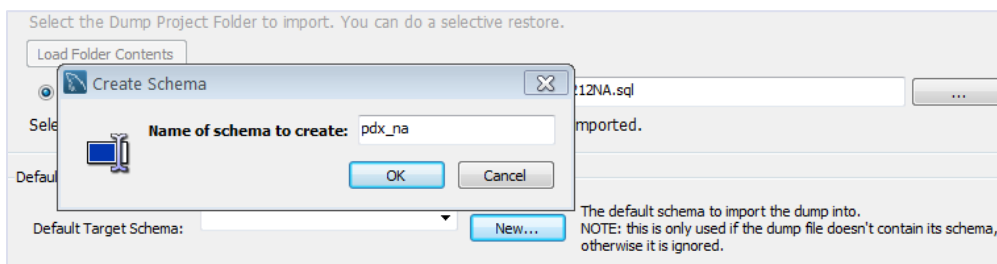 Select the Dump Project Folder to import. You can do a selective restore.
Load Folder Contents
Create Schema
212NA.sql
...
Name of schema to create: pdx_na
Sele
mported.
OK
Cancel
Defaul
Default Target Schema:
New...
The default schema to import the dump into.
NOTE: this is only used if the dump file doesn't contain its schema,
otherwise it is ignored.